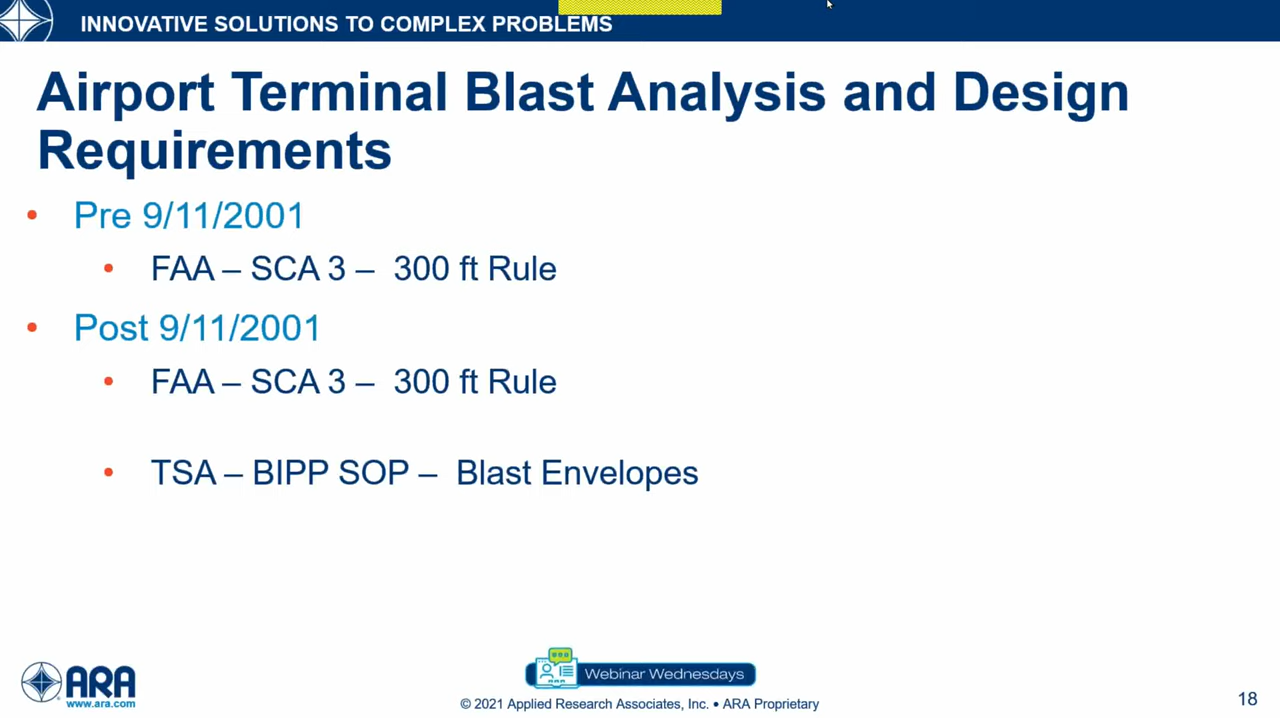 INNOVATIVE SOLUTIONS TO COMPLEX PROBLEMS
Airport Terminal Blast Analysis and Design
Requirements
• Pre 9/11/2001
• FAA – SCA 3 – 300 ft Rule
• Post 9/11/2001
• FAA – SCA 3 – 300 ft Rule
• TSA – BIPP SOP – Blast Envelopes
ARA
www.ara.com
Webinar Wednesdays
© 2021 Applied Research Associates, Inc. • ARA Proprietary
18